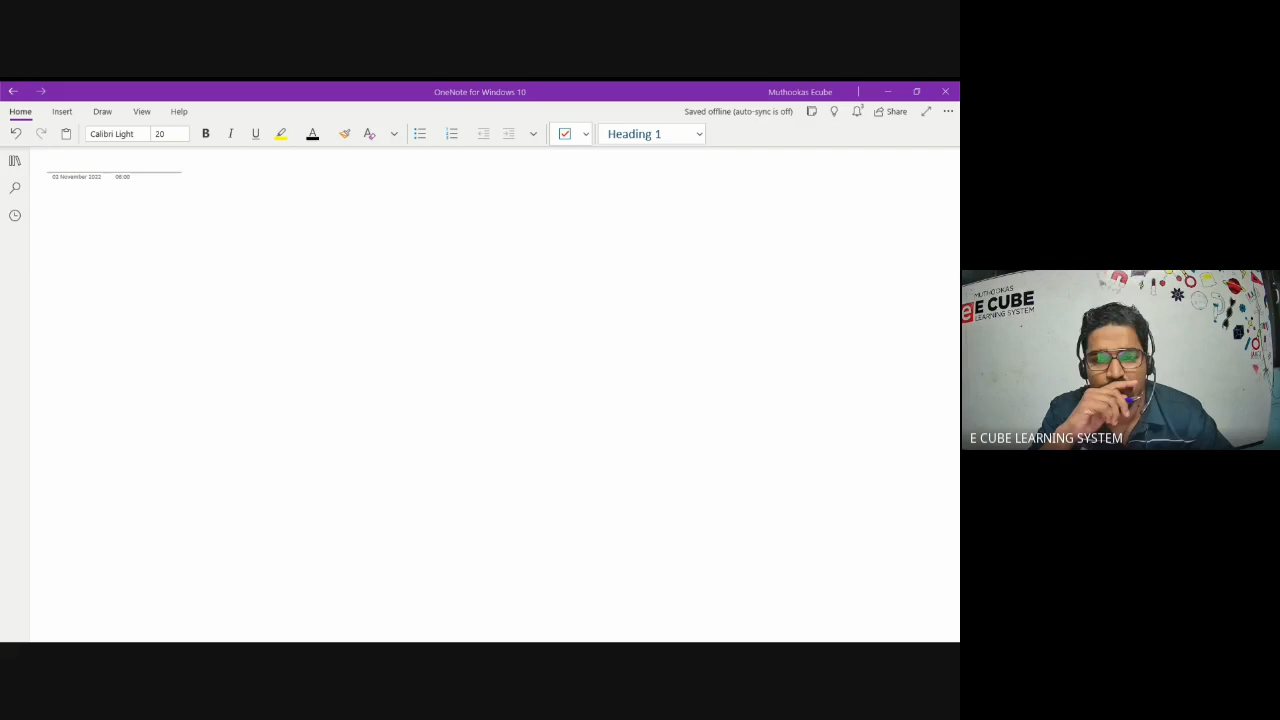 OneNote for Windows 10
Muthookas Ecube
Home Insert Draw View Help
Saved offline (auto-sync is off)
Share
Calibri Light 20 B I U A Heading 1
02 November 2022 06:00
MUTHOOKAS
e E CUBE
LEARNING SYSTEM
E CUBE LEARNING SYSTEM